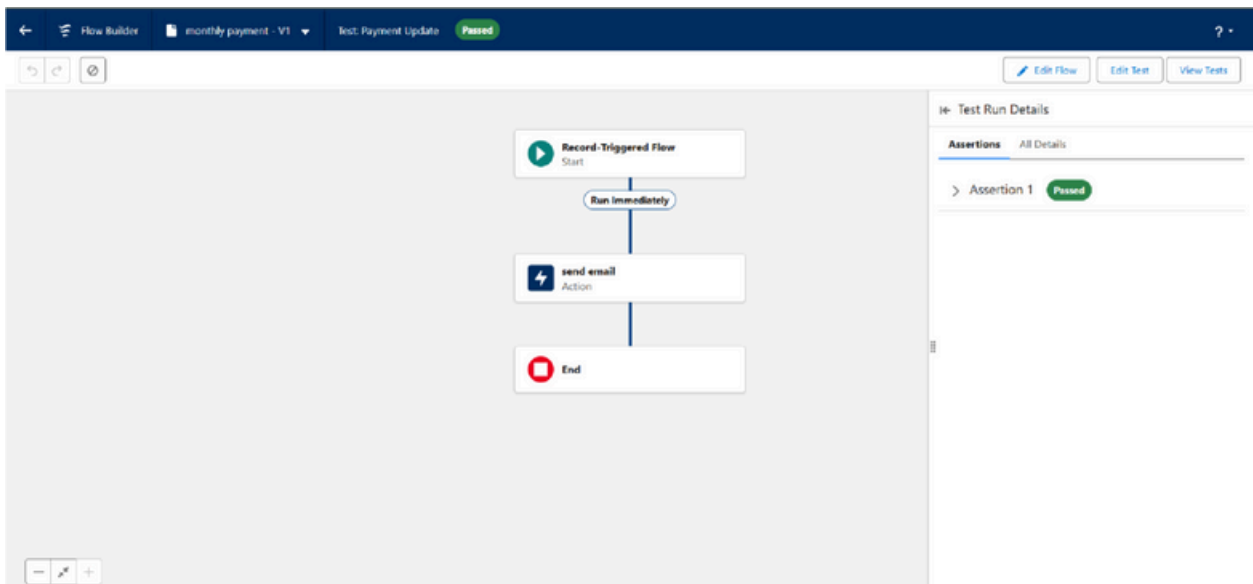 Flow Builder monthly payment - V1 Test: Payment Update Passed ?
Edit Flow Edit Test View Tests
Record-Triggered Flow
Start
Run Immediately
send email
Action
End
Test Run Details
Assertions All Details
Assertion 1 Passed